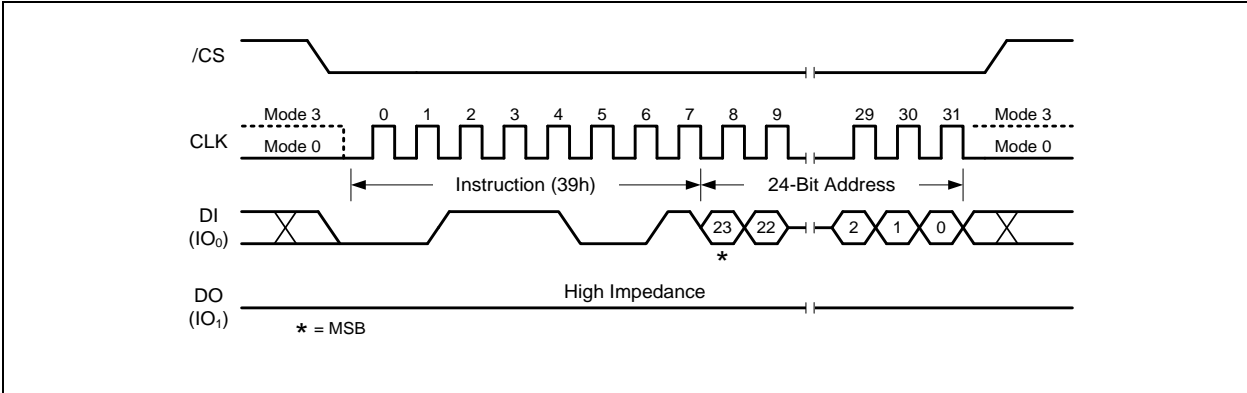 /CS
Mode 3 0 1 2 3 4 5 6 7 8 9 29 30 31 Mode 3
CLK
Mode 0 Mode 0
Instruction (39h) 24-Bit Address
DI
(IO₀)
23 22 2 1 0
*
DO
(IO₁)
High Impedance
* = MSB